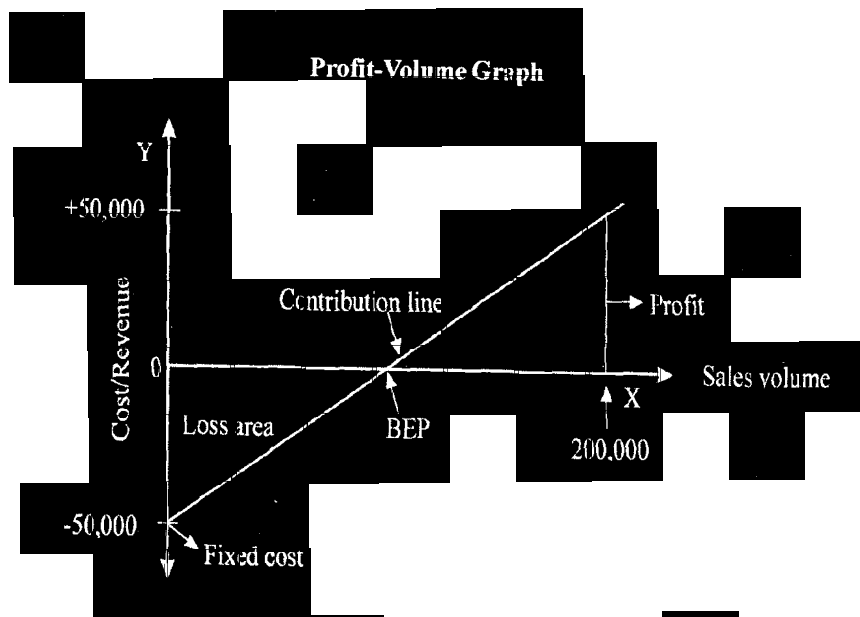 Profit-Volume Graph
Y
+50,000
Cost/Revenue
Contribution line
Profit
0
Sales volume
X
Loss area
BEP
200,000
-50,000
Fixed cost